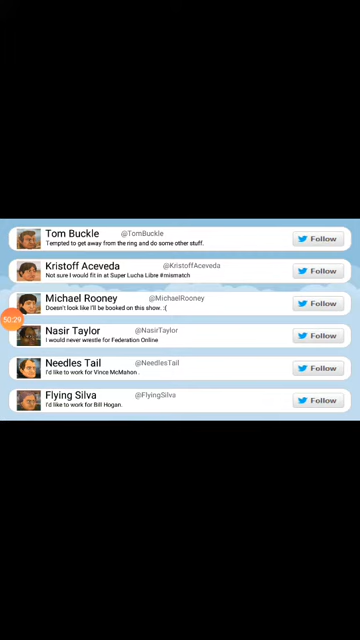 Tom Buckle @TomBuckle Follow
Tempted to get away from the ring and do some other stuff.
Kristoff Aceveda @KristoffAceveda Follow
Not sure I would fit in at Super Lucha Libre #mismatch
Michael Rooney @MichaelRooney Follow
Doesn't look like I'll be booked on this show. :(
50:29
Nasir Taylor @NasirTaylor Follow
I would never wrestle for Federation Online
Needles Tail @NeedlesTail Follow
I'd like to work for Vince McMahon .
Flying Silva @FlyingSilva Follow
I'd like to work for Bill Hogan.